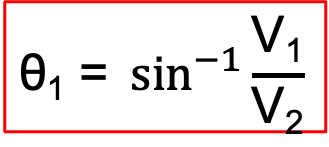 θ₁ = sin⁻¹ V₁/V₂